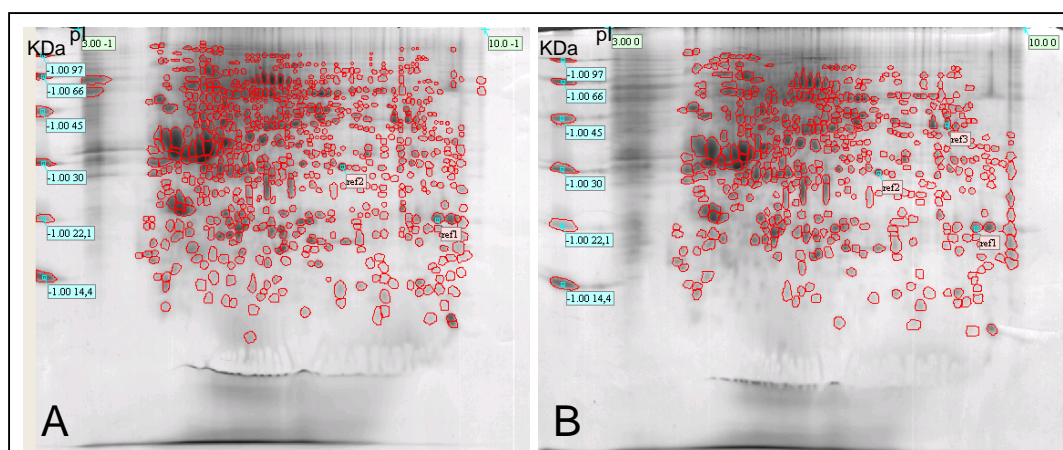 KDa pI
3.00 -1
10.0 -1
-1.00 97
-1.00 66
-1.00 45
-1.00 30
-1.00 22,1
-1.00 14,4
ref2
ref1
A
KDa pI
3.00 0
10.0 0
-1.00 97
-1.00 66
-1.00 45
-1.00 30
-1.00 22,1
-1.00 14,4
ref3
ref2
ref1
B